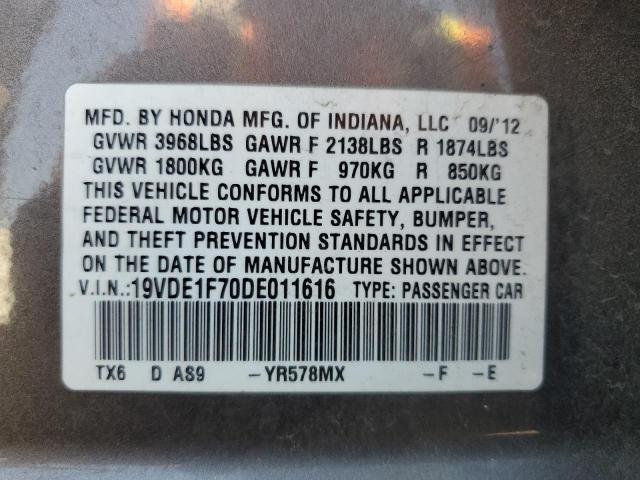 MFD. BY HONDA MFG. OF INDIANA, LLC 09/'12
GVWR 3968LBS GAWR F 2138LBS R 1874LBS
GVWR 1800KG GAWR F 970KG R 850KG
THIS VEHICLE CONFORMS TO ALL APPLICABLE
FEDERAL MOTOR VEHICLE SAFETY, BUMPER,
AND THEFT PREVENTION STANDARDS IN EFFECT
ON THE DATE OF MANUFACTURE SHOWN ABOVE.
V.I.N.:19VDE1F70DE011616 TYPE: PASSENGER CAR
TX6 D AS9 -YR578MX -F -E